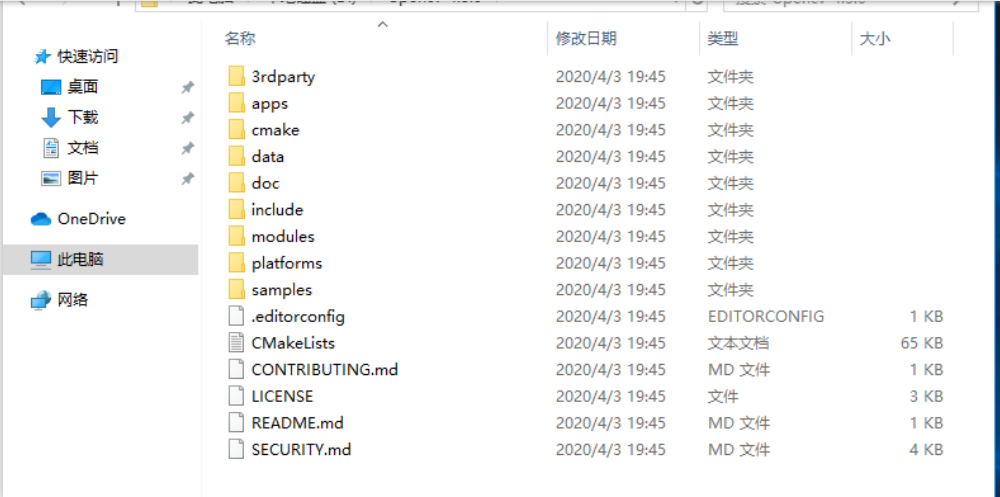 名称 修改日期 类型 大小
快速访问
桌面
下载
文档
图片
OneDrive
此电脑
网络
3rdparty 2020/4/3 19:45 文件夹
apps 2020/4/3 19:45 文件夹
cmake 2020/4/3 19:45 文件夹
data 2020/4/3 19:45 文件夹
doc 2020/4/3 19:45 文件夹
include 2020/4/3 19:45 文件夹
modules 2020/4/3 19:45 文件夹
platforms 2020/4/3 19:45 文件夹
samples 2020/4/3 19:45 文件夹
.editorconfig 2020/4/3 19:45 EDITORCONFIG 1 KB
CMakeLists 2020/4/3 19:45 文本文档 65 KB
CONTRIBUTING.md 2020/4/3 19:45 MD 文件 1 KB
LICENSE 2020/4/3 19:45 文件 3 KB
README.md 2020/4/3 19:45 MD 文件 1 KB
SECURITY.md 2020/4/3 19:45 MD 文件 4 KB